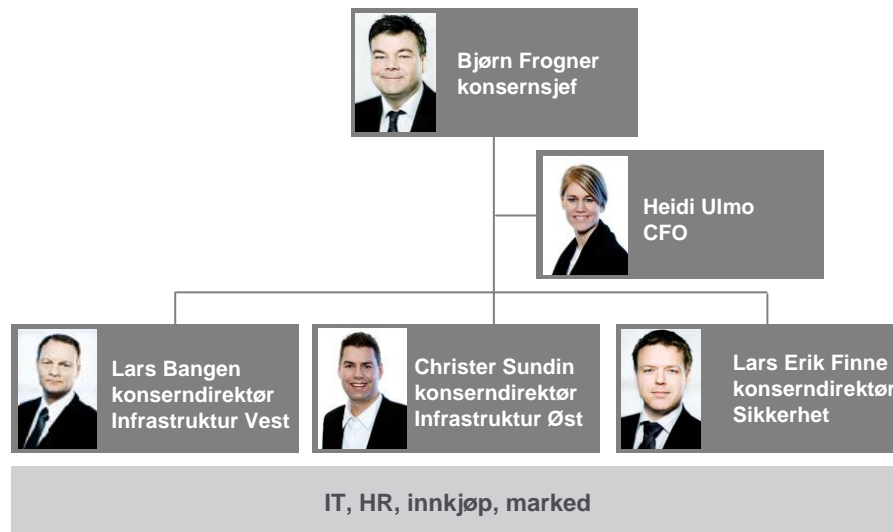 Bjørn Frogner
konsernsjef
Heidi Ulmo
CFO
Lars Bangen
konserndirektør
Infrastruktur Vest
Christer Sundin
konserndirektør
Infrastruktur Øst
Lars Erik Finne
konserndirektør
Sikkerhet
IT, HR, innkjøp, marked